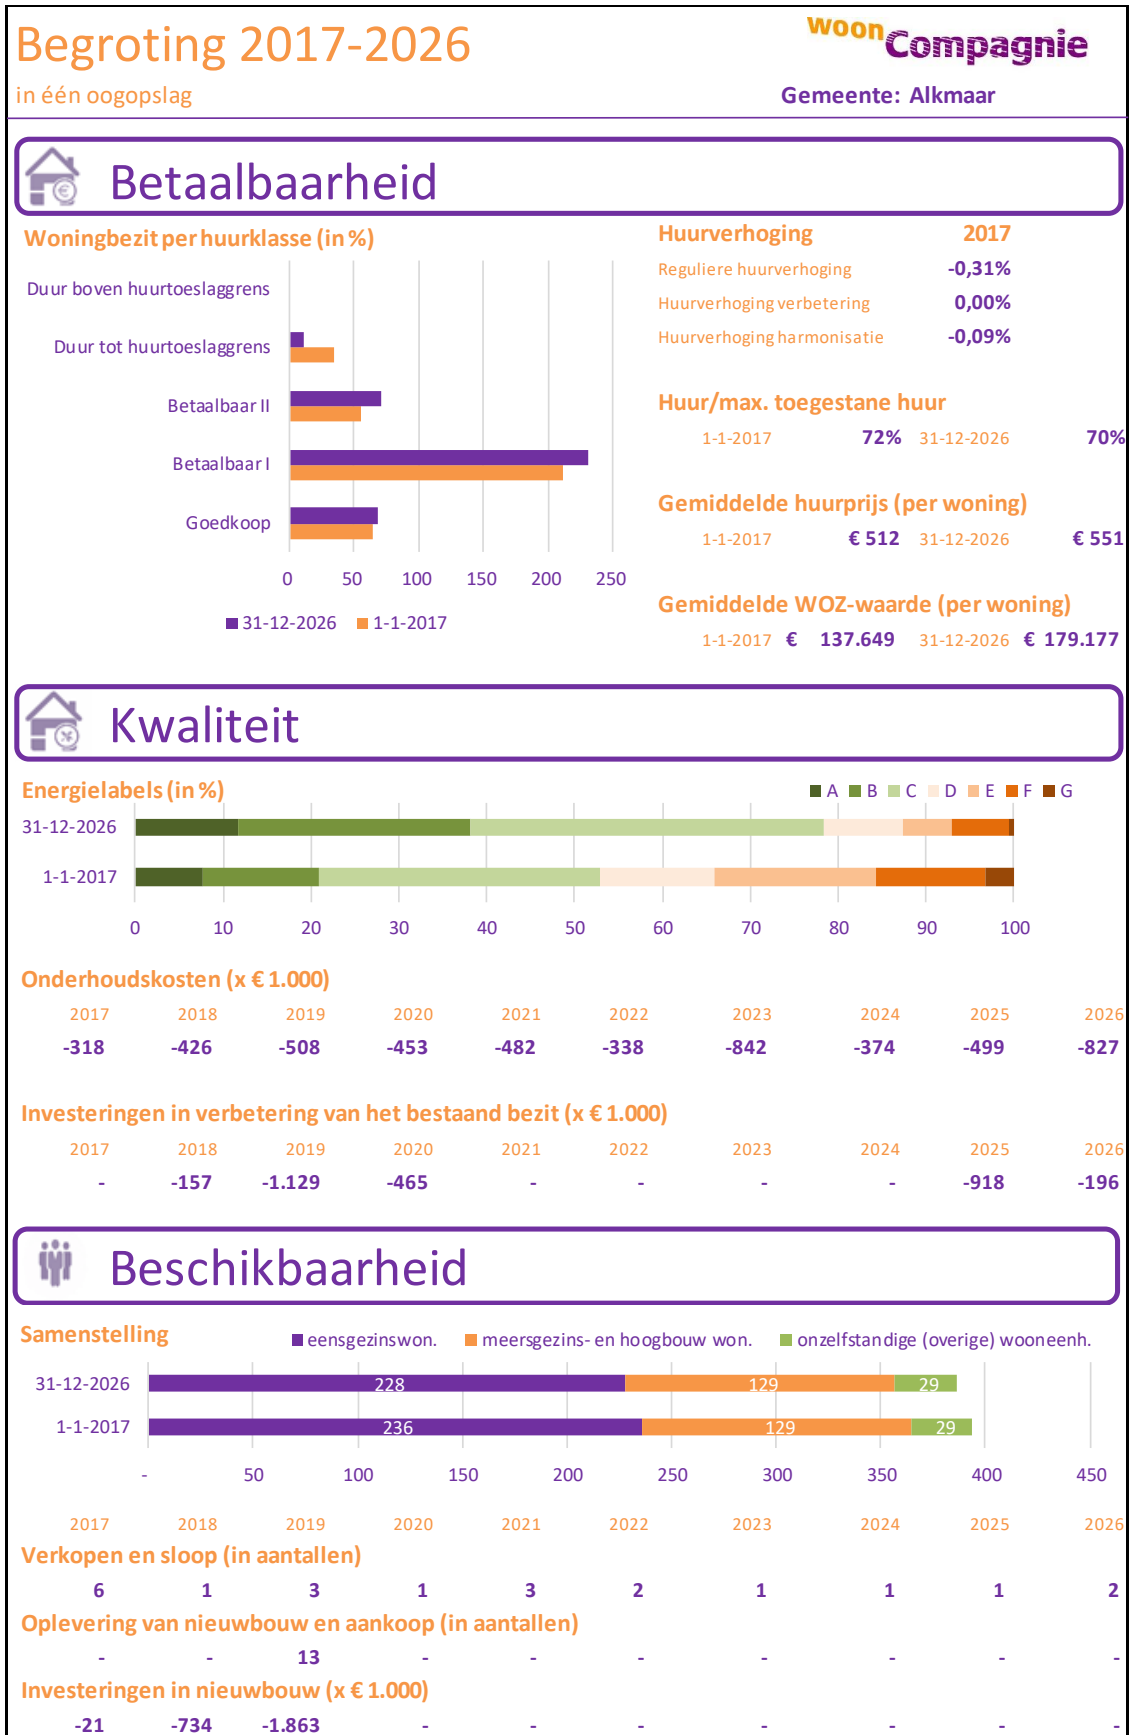 Begroting 2017-2026
woonCompagnie
in één oogopslag
Gemeente: Alkmaar
Betaalbaarheid
Woningbezit per huurklasse (in %)
Duur boven huurtoeslaggrens
Duur tot huurtoeslaggrens
Betaalbaar II
Betaalbaar I
Goedkoop
0 50 100 150 200 250
31-12-2026 1-1-2017
Huurverhoging 2017
Reguliere huurverhoging -0,31%
Huurverhoging verbetering 0,00%
Huurverhoging harmonisatie -0,09%
Huur/max. toegestane huur
1-1-2017 72% 31-12-2026 70%
Gemiddelde huurprijs (per woning)
1-1-2017 € 512 31-12-2026 € 551
Gemiddelde WOZ-waarde (per woning)
1-1-2017 € 137.649 31-12-2026 € 179.177
Kwaliteit
Energielabels (in %)
A B C D E F G
31-12-2026
1-1-2017
0 10 20 30 40 50 60 70 80 90 100
Onderhoudskosten (x € 1.000)
2017 2018 2019 2020 2021 2022 2023 2024 2025 2026
-318 -426 -508 -453 -482 -338 -842 -374 -499 -827
Investeringen in verbetering van het bestaand bezit (x € 1.000)
2017 2018 2019 2020 2021 2022 2023 2024 2025 2026
- -157 -1.129 -465 - - - - -918 -196
Beschikbaarheid
Samenstelling
eensgezinswon. meersgezins- en hoogbouw won. onzelfstandige (overige) wooneenh.
31-12-2026 228 129 29
1-1-2017 236 129 29
- 50 100 150 200 250 300 350 400 450
2017 2018 2019 2020 2021 2022 2023 2024 2025 2026
Verkopen en sloop (in aantallen)
6 1 3 1 3 2 1 1 1 2
Oplevering van nieuwbouw en aankoop (in aantallen)
- - 13 - - - - - - -
Investeringen in nieuwbouw (x € 1.000)
-21 -734 -1.863 - - - - - - -